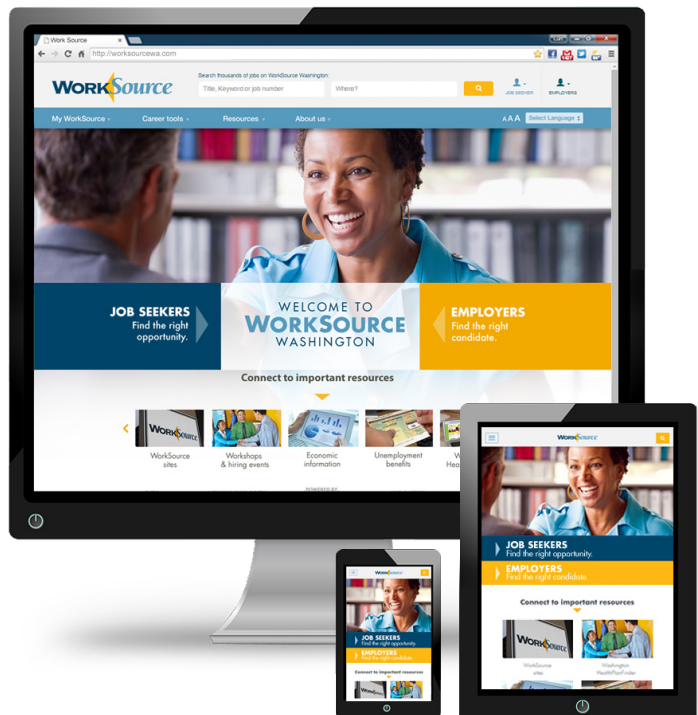 Work Source
http://worksourcewa.com
WORKSource
Search thousands of jobs on WorkSource Washington:
Title, Keyword or job number
Where?
JOB SEEKER
EMPLOYERS
My WorkSource
Career tools
Resources
About us
A A A
Select Language
JOB SEEKERS
Find the right
opportunity.
WELCOME TO
WORKSOURCE
WASHINGTON
EMPLOYERS
Find the right
candidate.
Connect to important resources
WORKSource
WorkSource
sites
Workshops
& hiring events
Economic
information
Unemployment
benefits
POWERED BY
WORKSource
JOB SEEKERS
Find the right opportunity.
EMPLOYERS
Find the right candidate.
Connect to important resources
WORKSource
WorkSource
sites
Washington
HealthPlanFinder
WORKSource
JOB SEEKERS
Find the right opportunity.
EMPLOYERS
Find the right candidate.
Connect to important resources
WORKSource